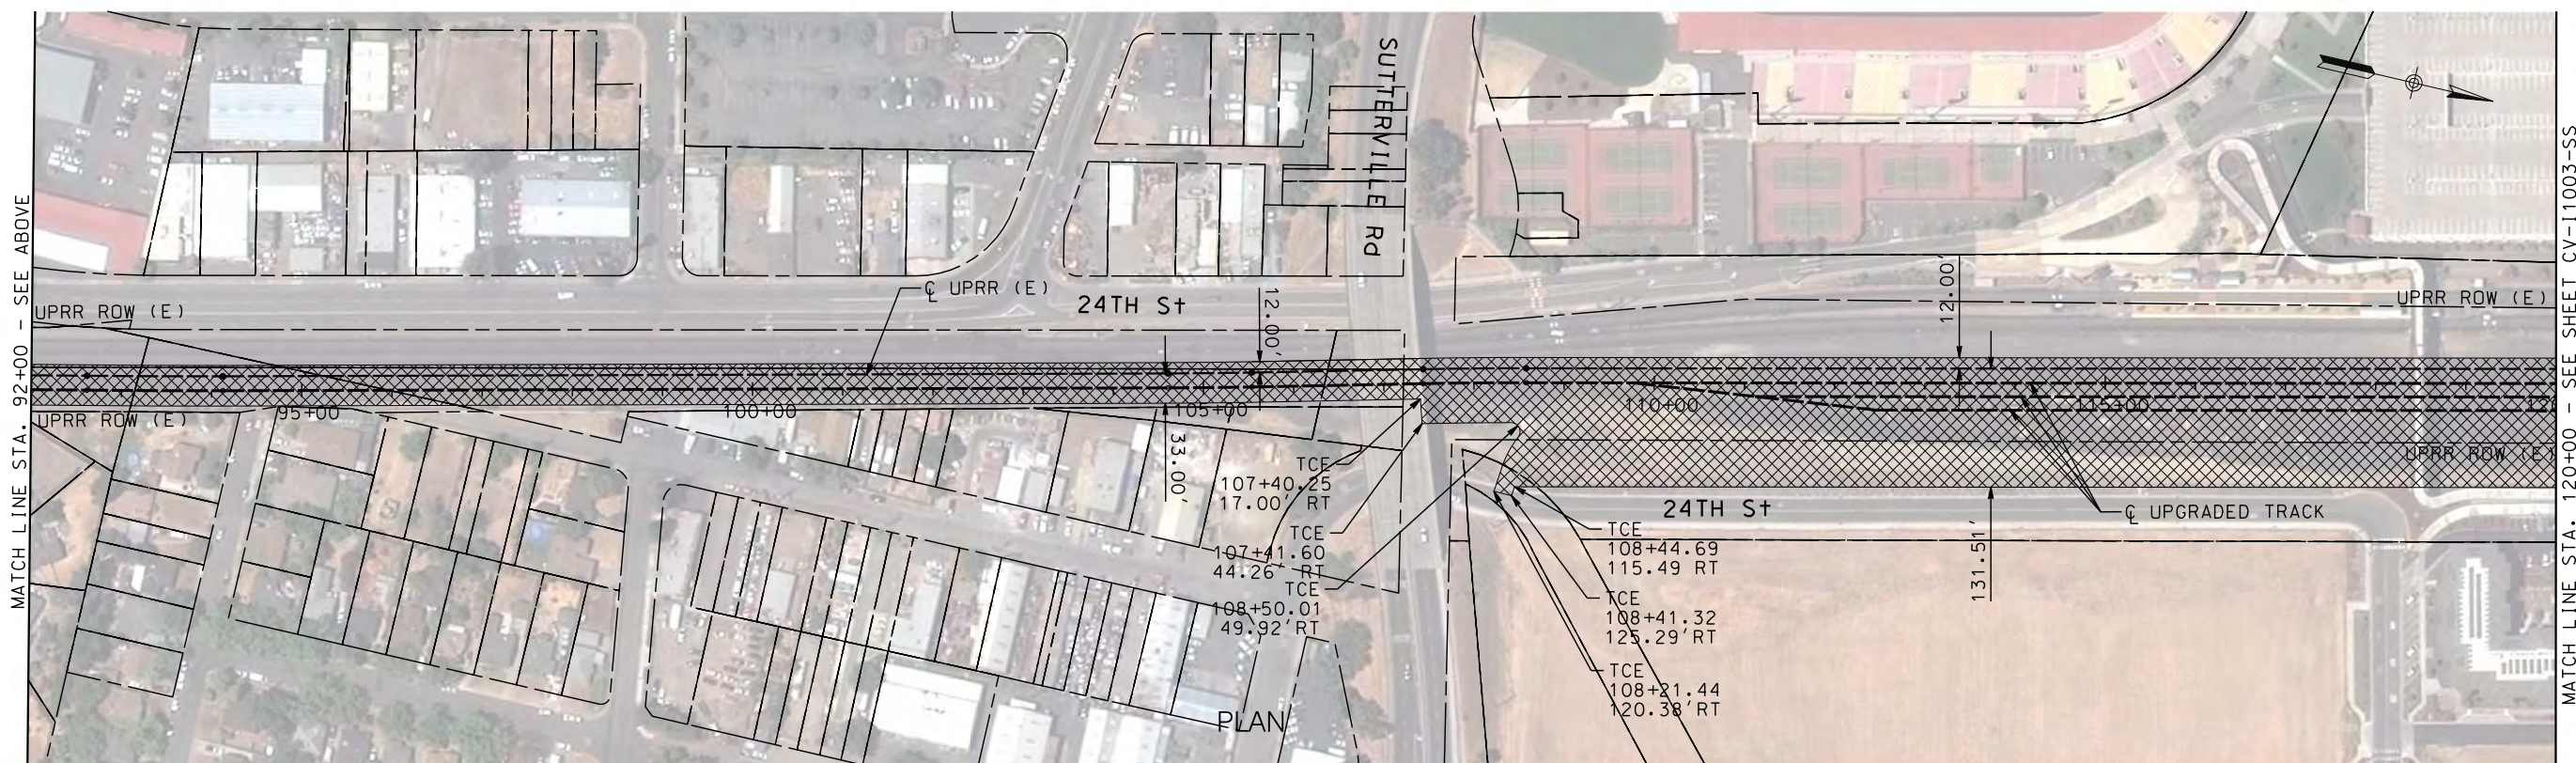 MATCH LINE STA. 92+00 - SEE ABOVE
SUTTERVILLE Rd
MATCH LINE STA. 120+00 - SEE SHEET CV-I1003-SS
UPRR ROW (E)
℄ UPRR (E)
24TH St
12.00'
12.00'
UPRR ROW (E)
UPRR ROW (E)
95+00
100+00
105+00
110+00
115+00
UPRR ROW (E)
33.00'
TCE
107+40.25
17.00' RT
TCE
107+41.60
44.26' RT
TCE
108+50.01
49.92'RT
24TH St
℄ UPGRADED TRACK
TCE
108+44.69
115.49 RT
TCE
108+41.32
125.29'RT
TCE
108+21.44
120.38'RT
131.51'
PLAN